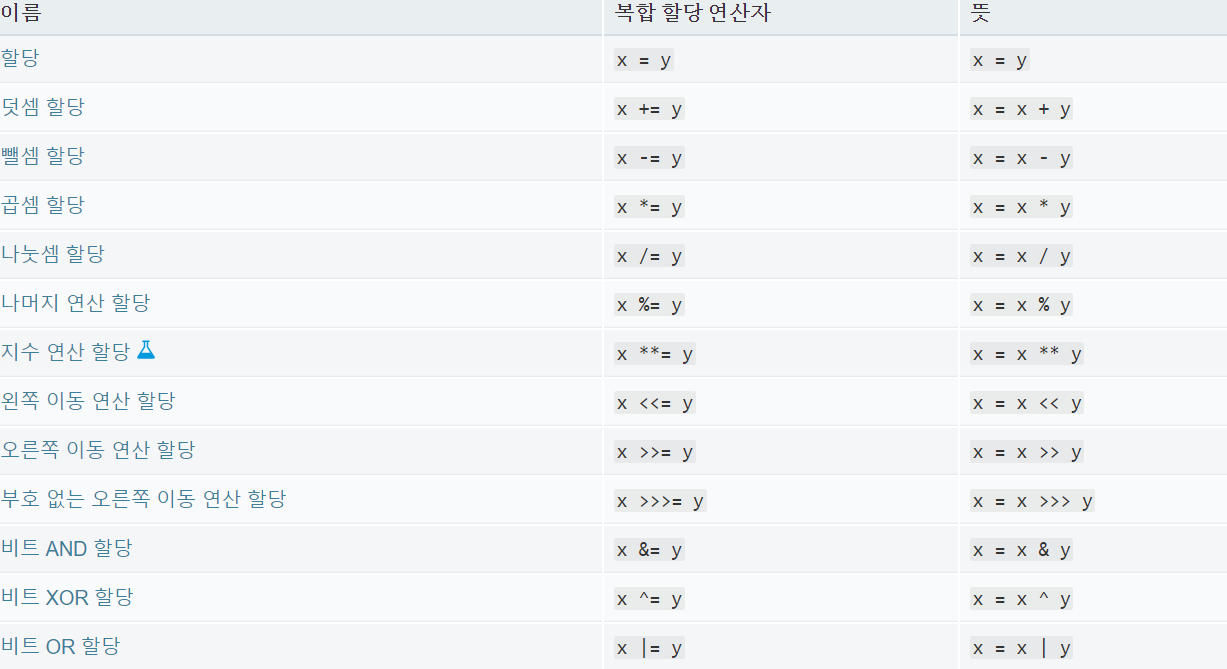 이름 복합 할당 연산자 뜻
할당 x = y x = y
덧셈 할당 x += y x = x + y
뺄셈 할당 x -= y x = x - y
곱셈 할당 x *= y x = x * y
나눗셈 할당 x /= y x = x / y
나머지 연산 할당 x %= y x = x % y
지수 연산 할당 x **= y x = x ** y
왼쪽 이동 연산 할당 x <<= y x = x << y
오른쪽 이동 연산 할당 x >>= y x = x >> y
부호 없는 오른쪽 이동 연산 할당 x >>>= y x = x >>> y
비트 AND 할당 x &= y x = x & y
비트 XOR 할당 x ^= y x = x ^ y
비트 OR 할당 x |= y x = x | y